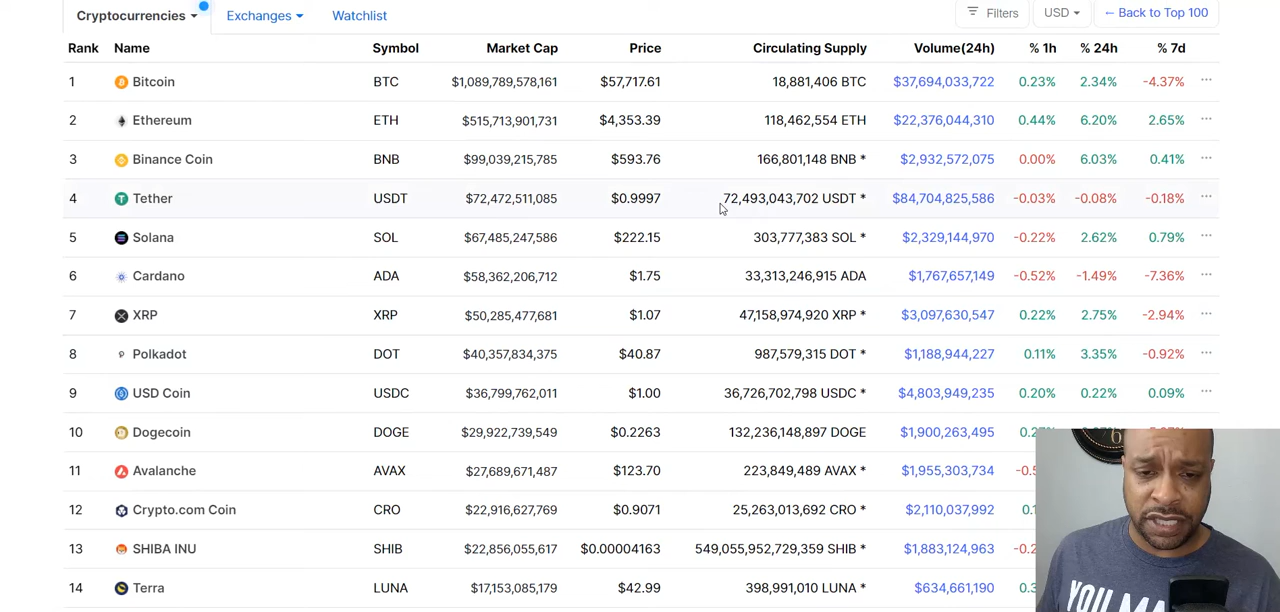 Cryptocurrencies Exchanges Watchlist Filters USD ← Back to Top 100
Rank Name Symbol Market Cap Price Circulating Supply Volume(24h) % 1h % 24h % 7d
1 Bitcoin BTC $1,089,789,578,161 $57,717.61 18,881,406 BTC $37,694,033,722 0.23% 2.34% -4.37%
2 Ethereum ETH $515,713,901,731 $4,353.39 118,462,554 ETH $22,376,044,310 0.44% 6.20% 2.65%
3 Binance Coin BNB $99,039,215,785 $593.76 166,801,148 BNB * $2,932,572,075 0.00% 6.03% 0.41%
4 Tether USDT $72,472,511,085 $0.9997 72,493,043,702 USDT * $84,704,825,586 -0.03% -0.08% -0.18%
5 Solana SOL $67,485,247,586 $222.15 303,777,383 SOL * $2,329,144,970 -0.22% 2.62% 0.79%
6 Cardano ADA $58,362,206,712 $1.75 33,313,246,915 ADA $1,767,657,149 -0.52% -1.49% -7.36%
7 XRP XRP $50,285,477,681 $1.07 47,158,974,920 XRP * $3,097,630,547 0.22% 2.75% -2.94%
8 Polkadot DOT $40,357,834,375 $40.87 987,579,315 DOT * $1,188,944,227 0.11% 3.35% -0.92%
9 USD Coin USDC $36,799,762,011 $1.00 36,726,702,798 USDC * $4,803,949,235 0.20% 0.22% 0.09%
10 Dogecoin DOGE $29,922,739,549 $0.2263 132,236,148,897 DOGE $1,900,263,495
11 Avalanche AVAX $27,689,671,487 $123.70 223,849,489 AVAX * $1,955,303,734
12 Crypto.com Coin CRO $22,916,627,769 $0.9071 25,263,013,692 CRO * $2,110,037,992
13 SHIBA INU SHIB $22,856,055,617 $0.00004163 549,055,952,729,359 SHIB * $1,883,124,963
14 Terra LUNA $17,153,085,179 $42.99 398,991,010 LUNA * $634,661,190
YOU